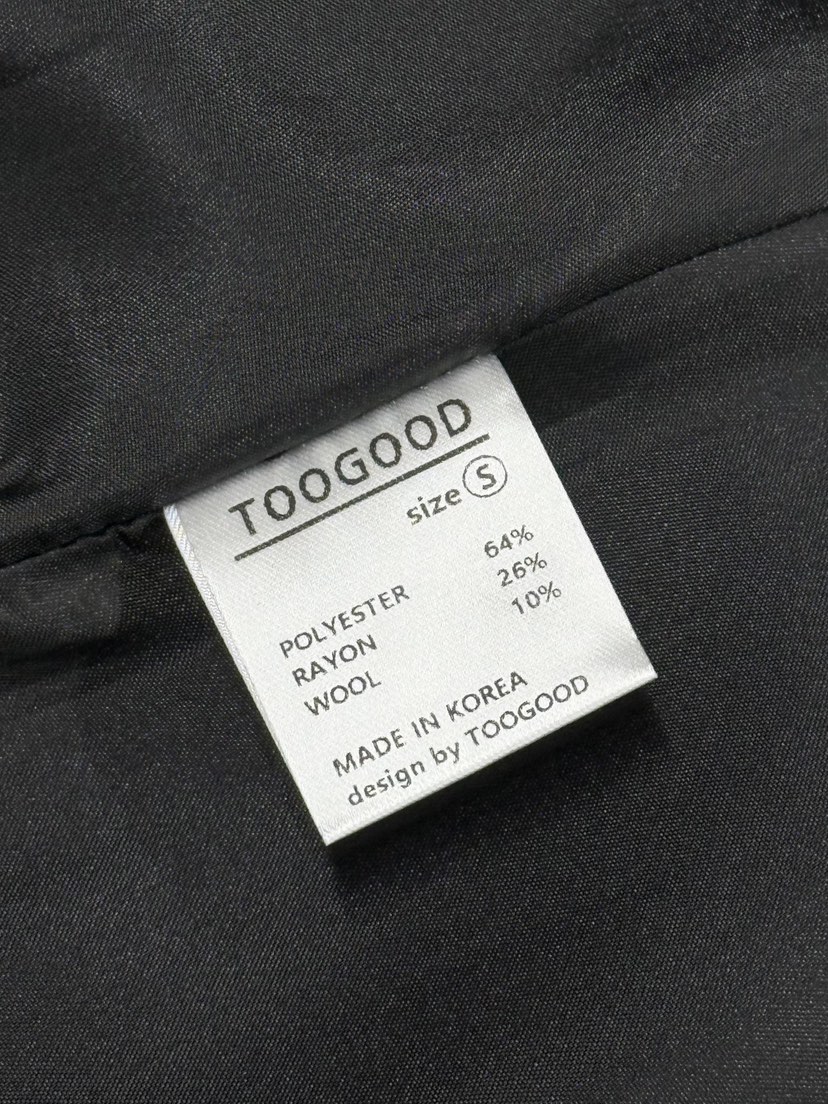 TOOGOOD
size S
POLYESTER 64%
RAYON 26%
WOOL 10%
MADE IN KOREA
design by TOOGOOD